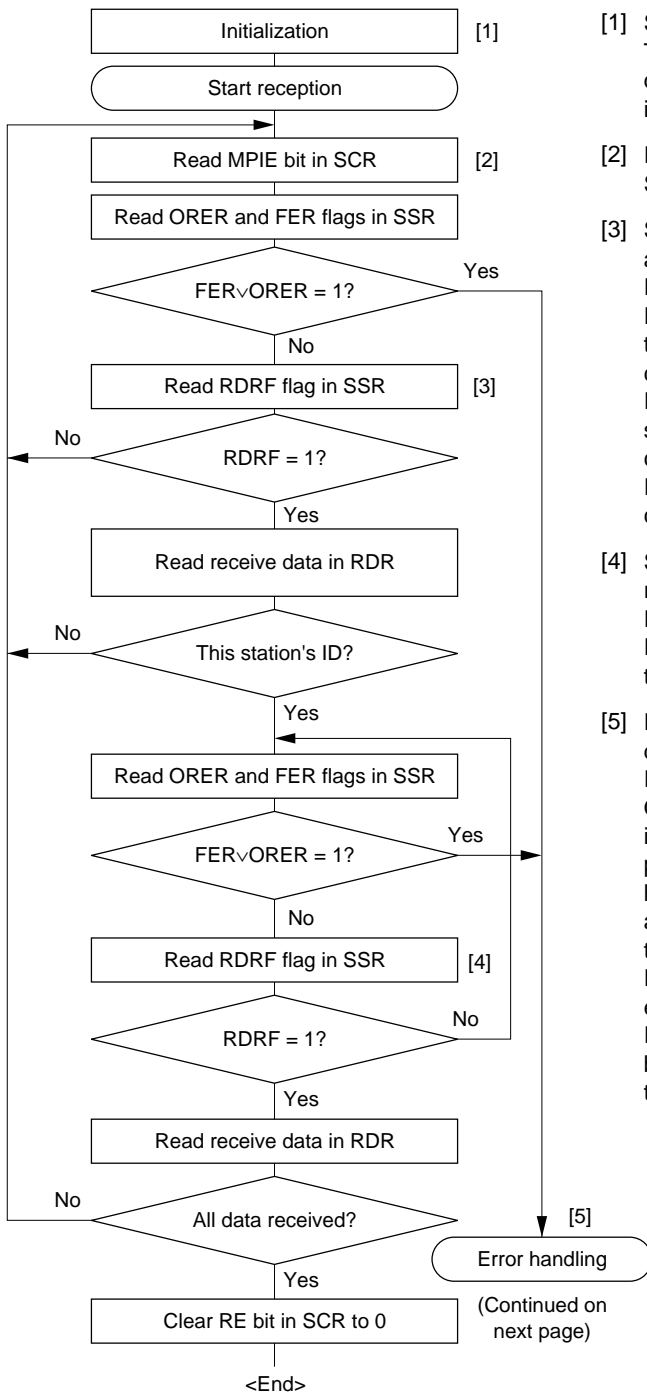 Initialization
[1]
Start reception
Read MPIE bit in SCR
[2]
Read ORER and FER flags in SSR
FER∨ORER = 1?
Yes
No
Read RDRF flag in SSR
[3]
RDRF = 1?
No
Yes
Read receive data in RDR
This station's ID?
No
Yes
Read ORER and FER flags in SSR
FER∨ORER = 1?
Yes
No
Read RDRF flag in SSR
[4]
RDRF = 1?
No
Yes
Read receive data in RDR
All data received?
No
Yes
[5]
Error handling
(Continued on
next page)
Clear RE bit in SCR to 0
<End>
[1]
[2]
[3]
[4]
[5]